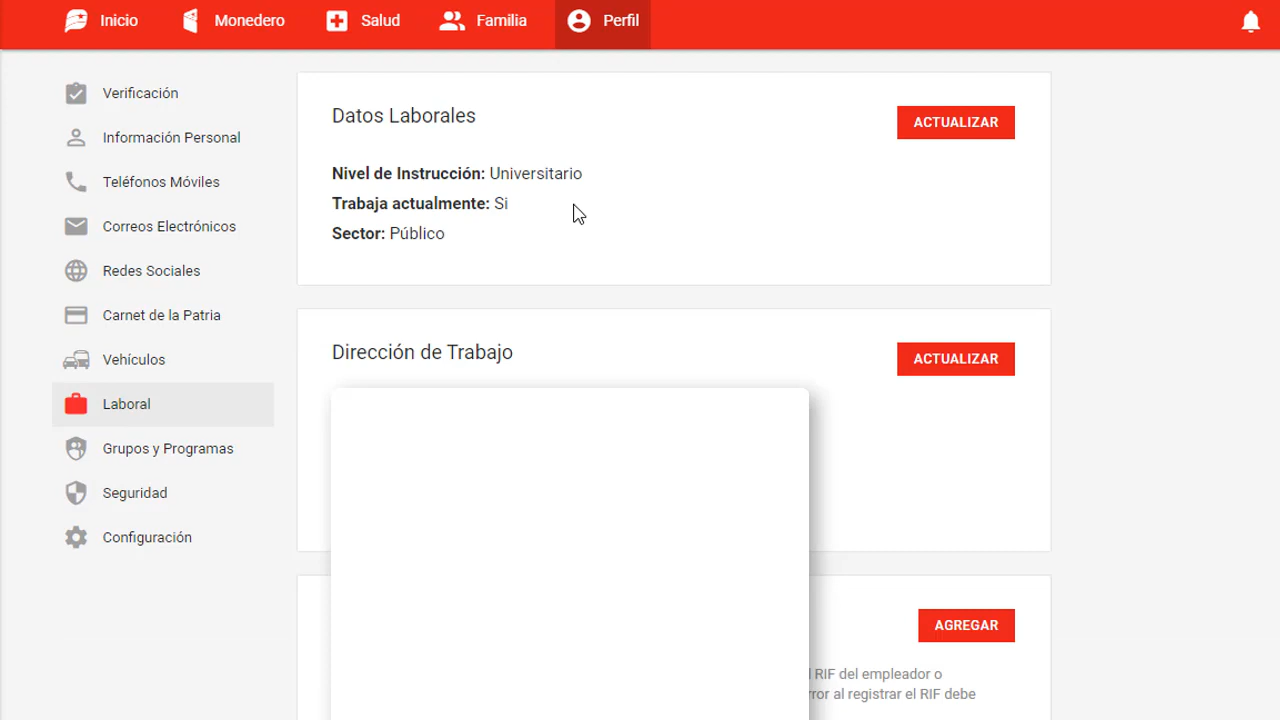 Inicio
Monedero
Salud
Familia
Perfil
Verificación
Información Personal
Teléfonos Móviles
Correos Electrónicos
Redes Sociales
Carnet de la Patria
Vehículos
Laboral
Grupos y Programas
Seguridad
Configuración
Datos Laborales
ACTUALIZAR
Nivel de Instrucción: Universitario
Trabaja actualmente: Si
Sector: Público
Dirección de Trabajo
ACTUALIZAR
AGREGAR
RIF del empleador o
al registrar el RIF debe